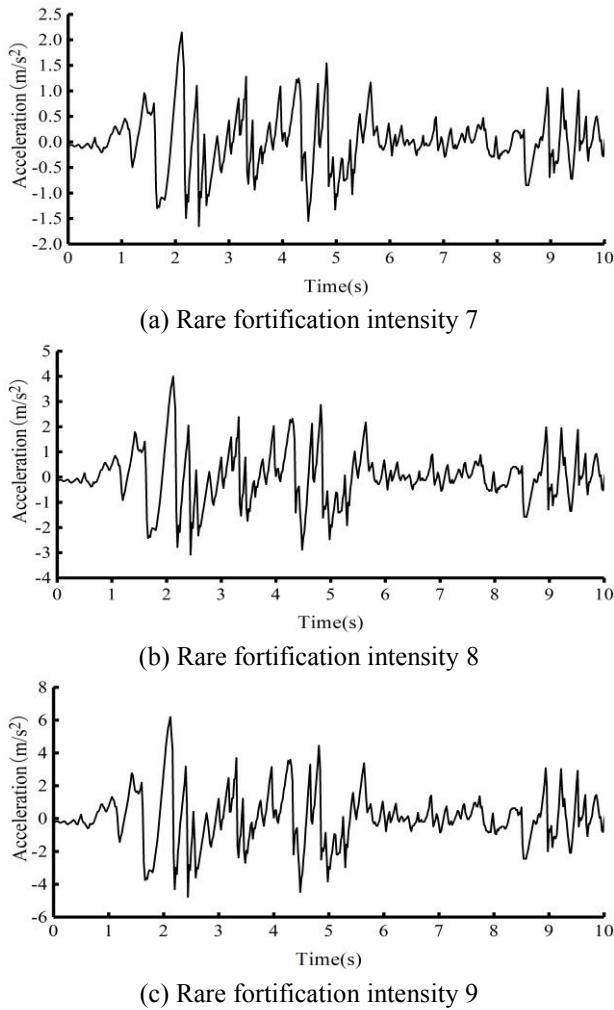 Acceleration(m/s²)
2.5
2.0
1.5
1.0
0.5
0.0
-0.5
-1.0
-1.5
-2.0
0 1 2 3 4 5 6 7 8 9 10
Time(s)
(a) Rare fortification intensity 7
Acceleration(m/s²)
5
4
3
2
1
0
-1
-2
-3
-4
0 1 2 3 4 5 6 7 8 9 10
Time(s)
(b) Rare fortification intensity 8
Acceleration(m/s²)
8
6
4
2
0
-2
-4
-6
0 1 2 3 4 5 6 7 8 9 10
Time(s)
(c) Rare fortification intensity 9